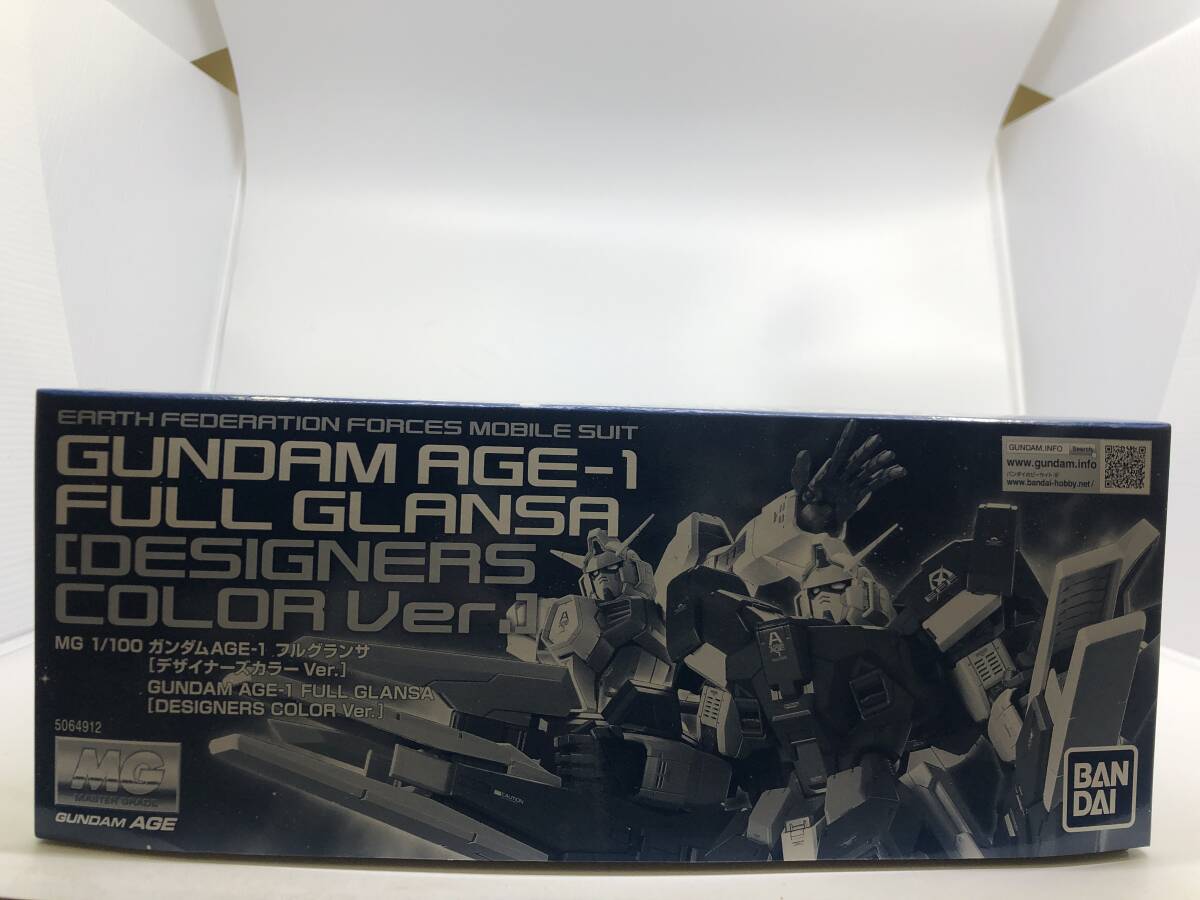 EARTH FEDERATION FORCES MOBILE SUIT
GUNDAM AGE-1
FULL GLANSA
[DESIGNERS
COLOR Ver.]
MG 1/100 ガンダムAGE-1 フルグランサ
[デザイナーズカラー Ver.]
GUNDAM AGE-1 FULL GLANSA
[DESIGNERS COLOR Ver.]
5064912
MG
MASTER GRADE
GUNDAM AGE
GUNDAM.INFO Search
www.gundam.info
www.bandai-hobby.net/
A
CAUTION
BAN
DAI